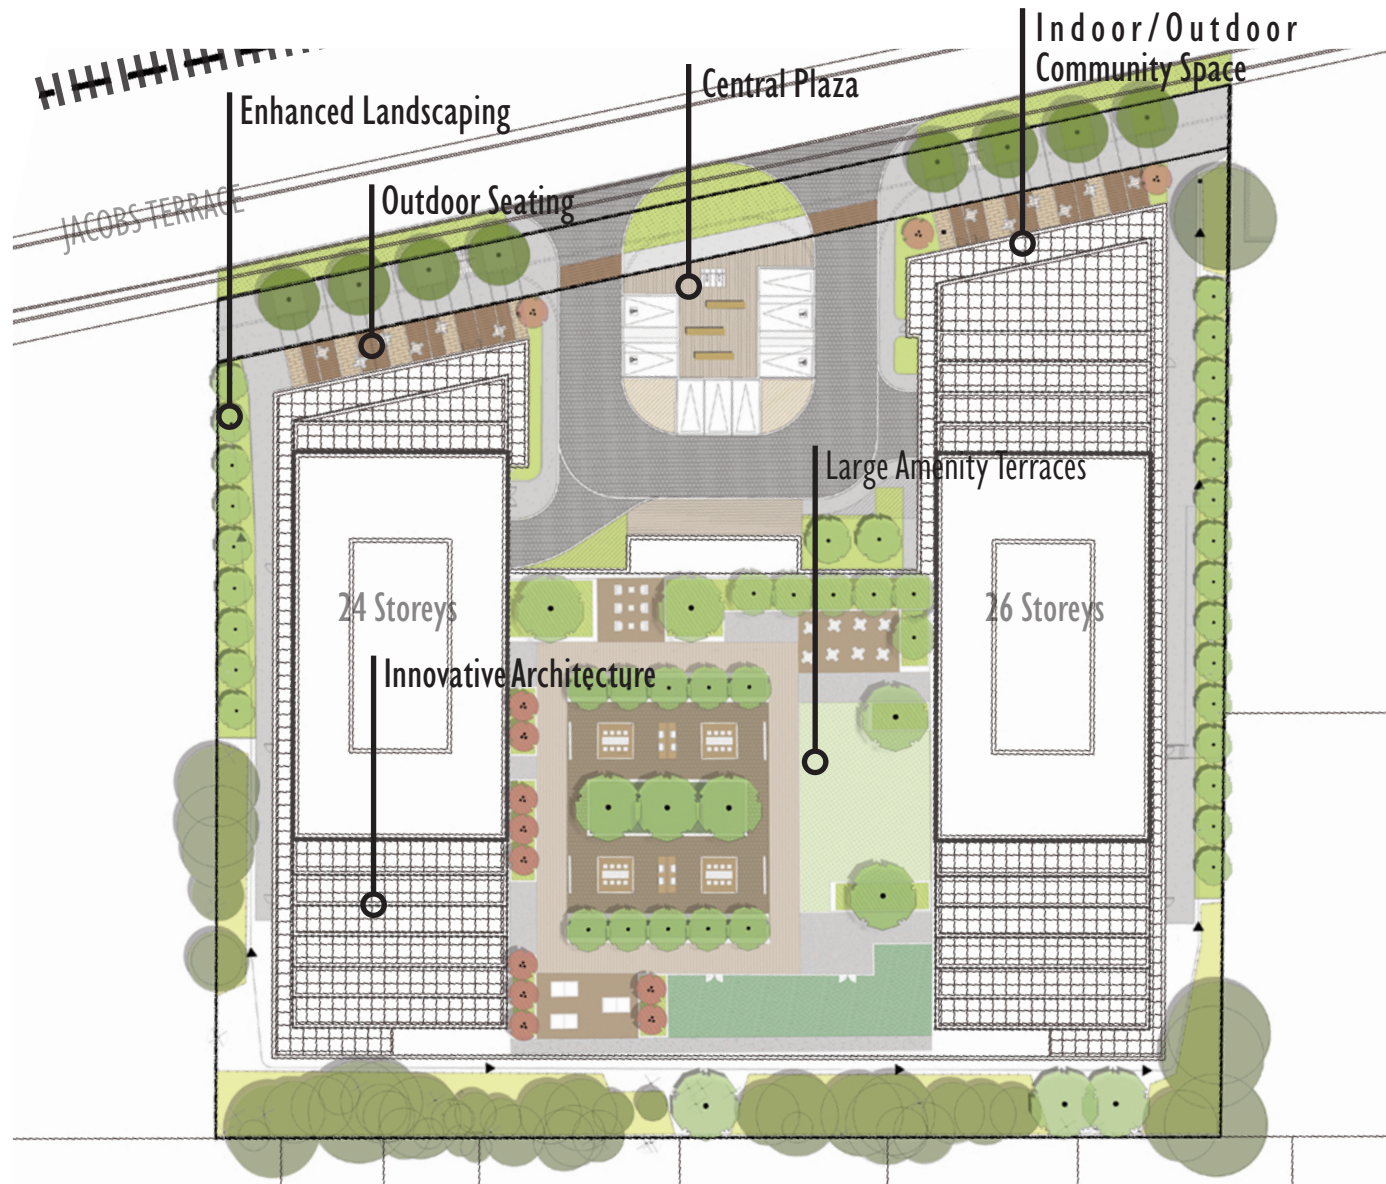 Indoor/Outdoor
Community Space
Central Plaza
Enhanced Landscaping
Outdoor Seating
JACOBS TERRACE
Large Amenity Terraces
24 Storeys
26 Storeys
Innovative Architecture